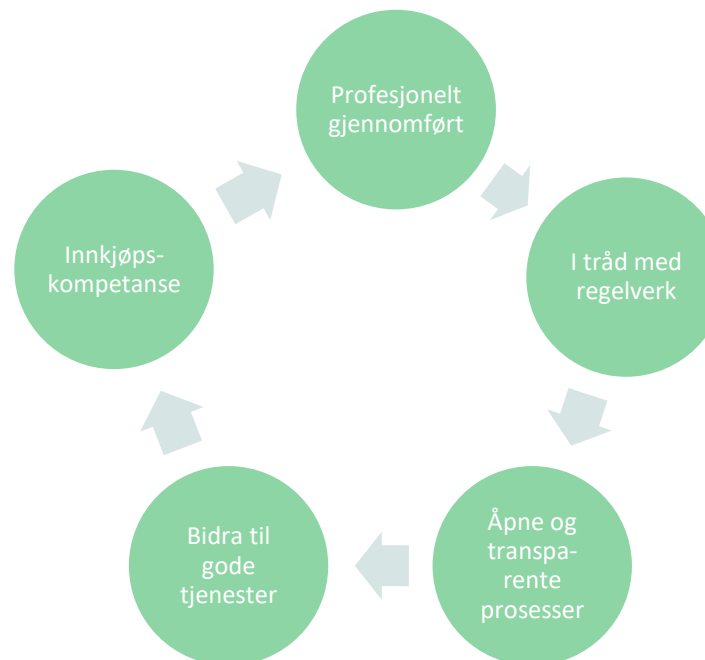 Profesjonelt
gjennomført
I tråd med
regelverk
Åpne og
transpa-
rente
prosesser
Bidra til
gode
tjenester
Innkjøps-
kompetanse